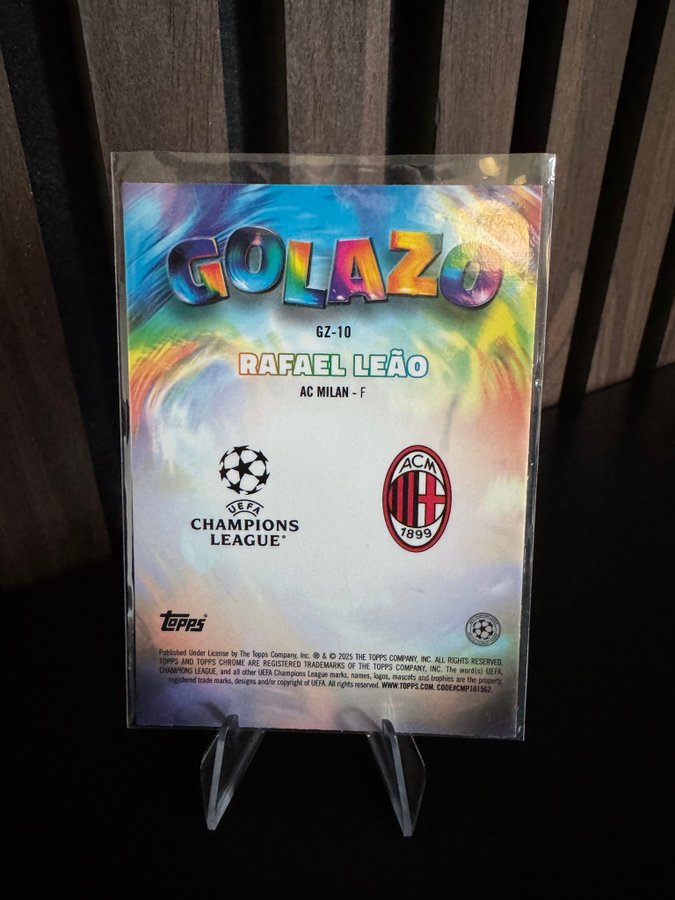 GOLAZO
GZ-10
RAFAEL LEÃO
AC MILAN - F
UEFA
CHAMPIONS
LEAGUE®
ACM
1899
Topps®
Published Under License by The Topps Company, Inc. ® & © 2025 THE TOPPS COMPANY, INC. ALL RIGHTS RESERVED.
TOPPS AND TOPPS CHROME ARE REGISTERED TRADEMARKS OF THE TOPPS COMPANY, INC. The word(s) UEFA,
CHAMPIONS LEAGUE, and all other UEFA Champions League marks, names, logos, mascots and trophies are the property,
registered trade marks, designs and/or copyright of UEFA. All rights reserved. WWW.TOPPS.COM. CODE#CMP101562